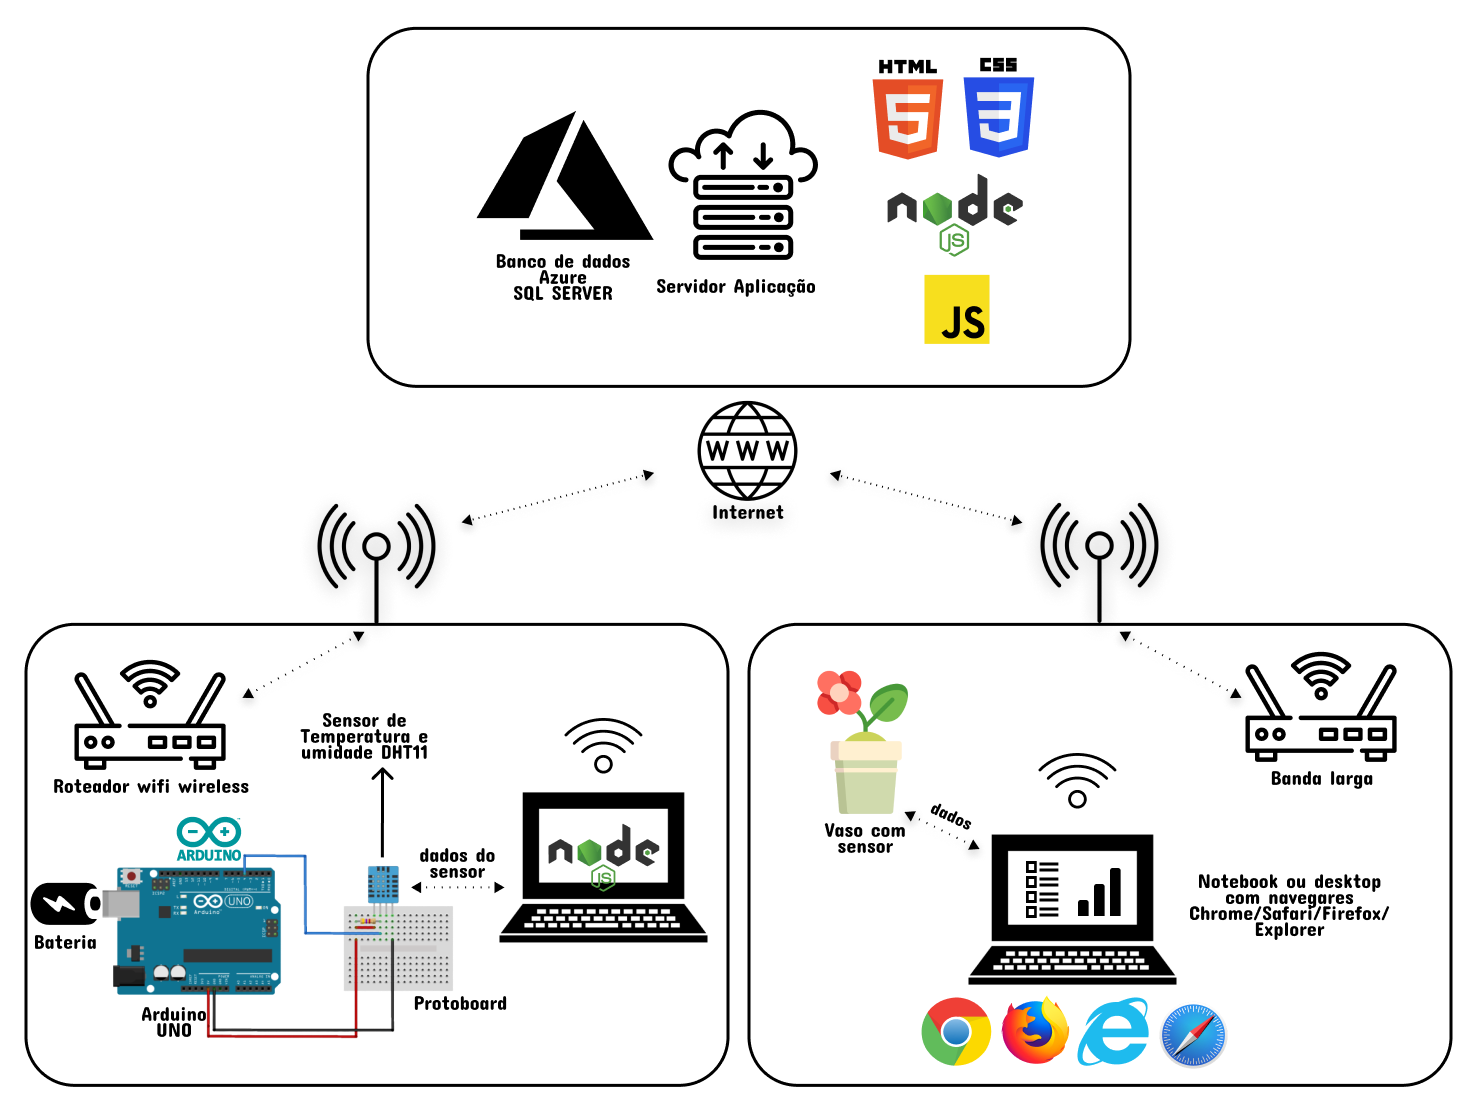 HTML
CSS
node
JS
JS
Banco de dados
Azure
SQL SERVER
Servidor Aplicação
W W W
Internet
Roteador wifi wireless
Sensor de
Temperatura e
umidade DHT11
ARDUINO
UNO
Arduino
Bateria
Arduino
UNO
dados do
sensor
node
JS
Protoboard
Vaso com
sensor
dados
Banda larga
Notebook ou desktop
com navegares
Chrome/Safari/Firefox/
Explorer